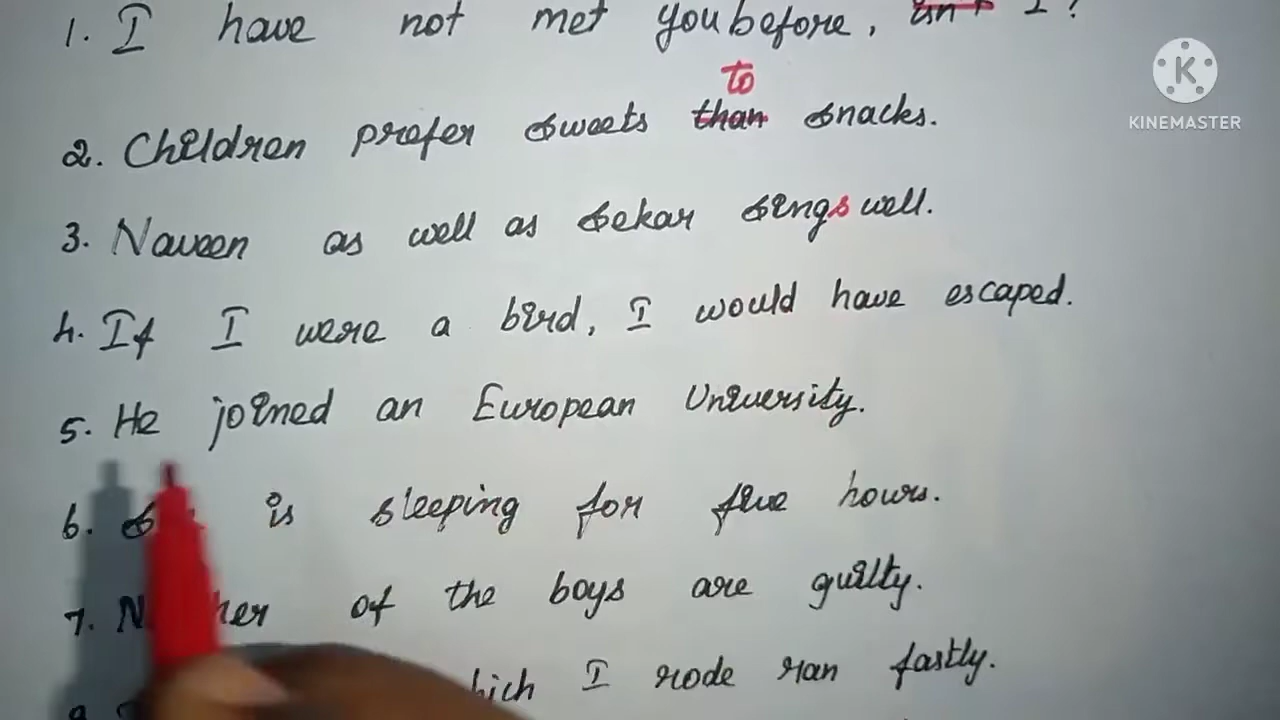 1. I have not met you before, I?
to
2. Children prefer sweets than snacks.
3. Naveen as well as Sekar sings well.
4. If I were a bird, I would have escaped.
5. He joined an European University.
6. is sleeping for five hours.
7. of the boys are guilty.
I rode ran fastly.
KINEMASTER